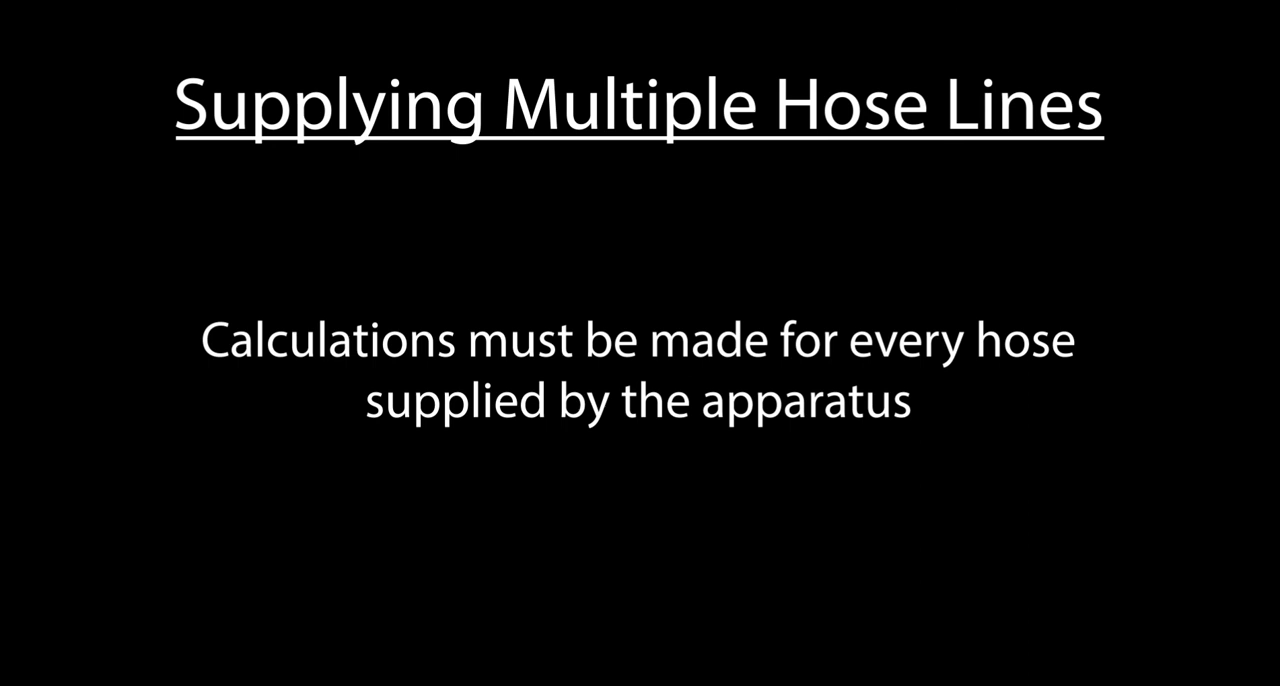 Supplying Multiple Hose Lines
Calculations must be made for every hose
supplied by the apparatus